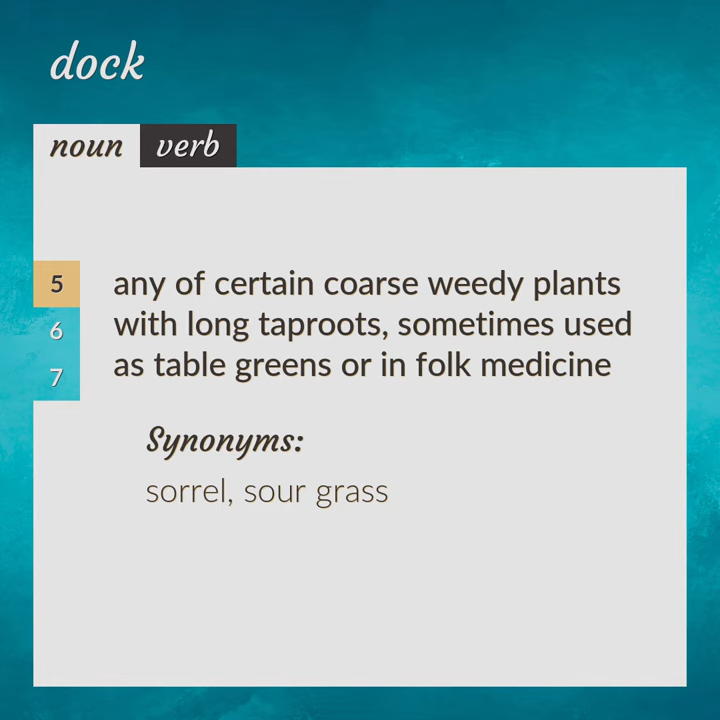 dock
noun verb
5 any of certain coarse weedy plants
6 with long taproots, sometimes used
7 as table greens or in folk medicine
Synonyms:
sorrel, sour grass